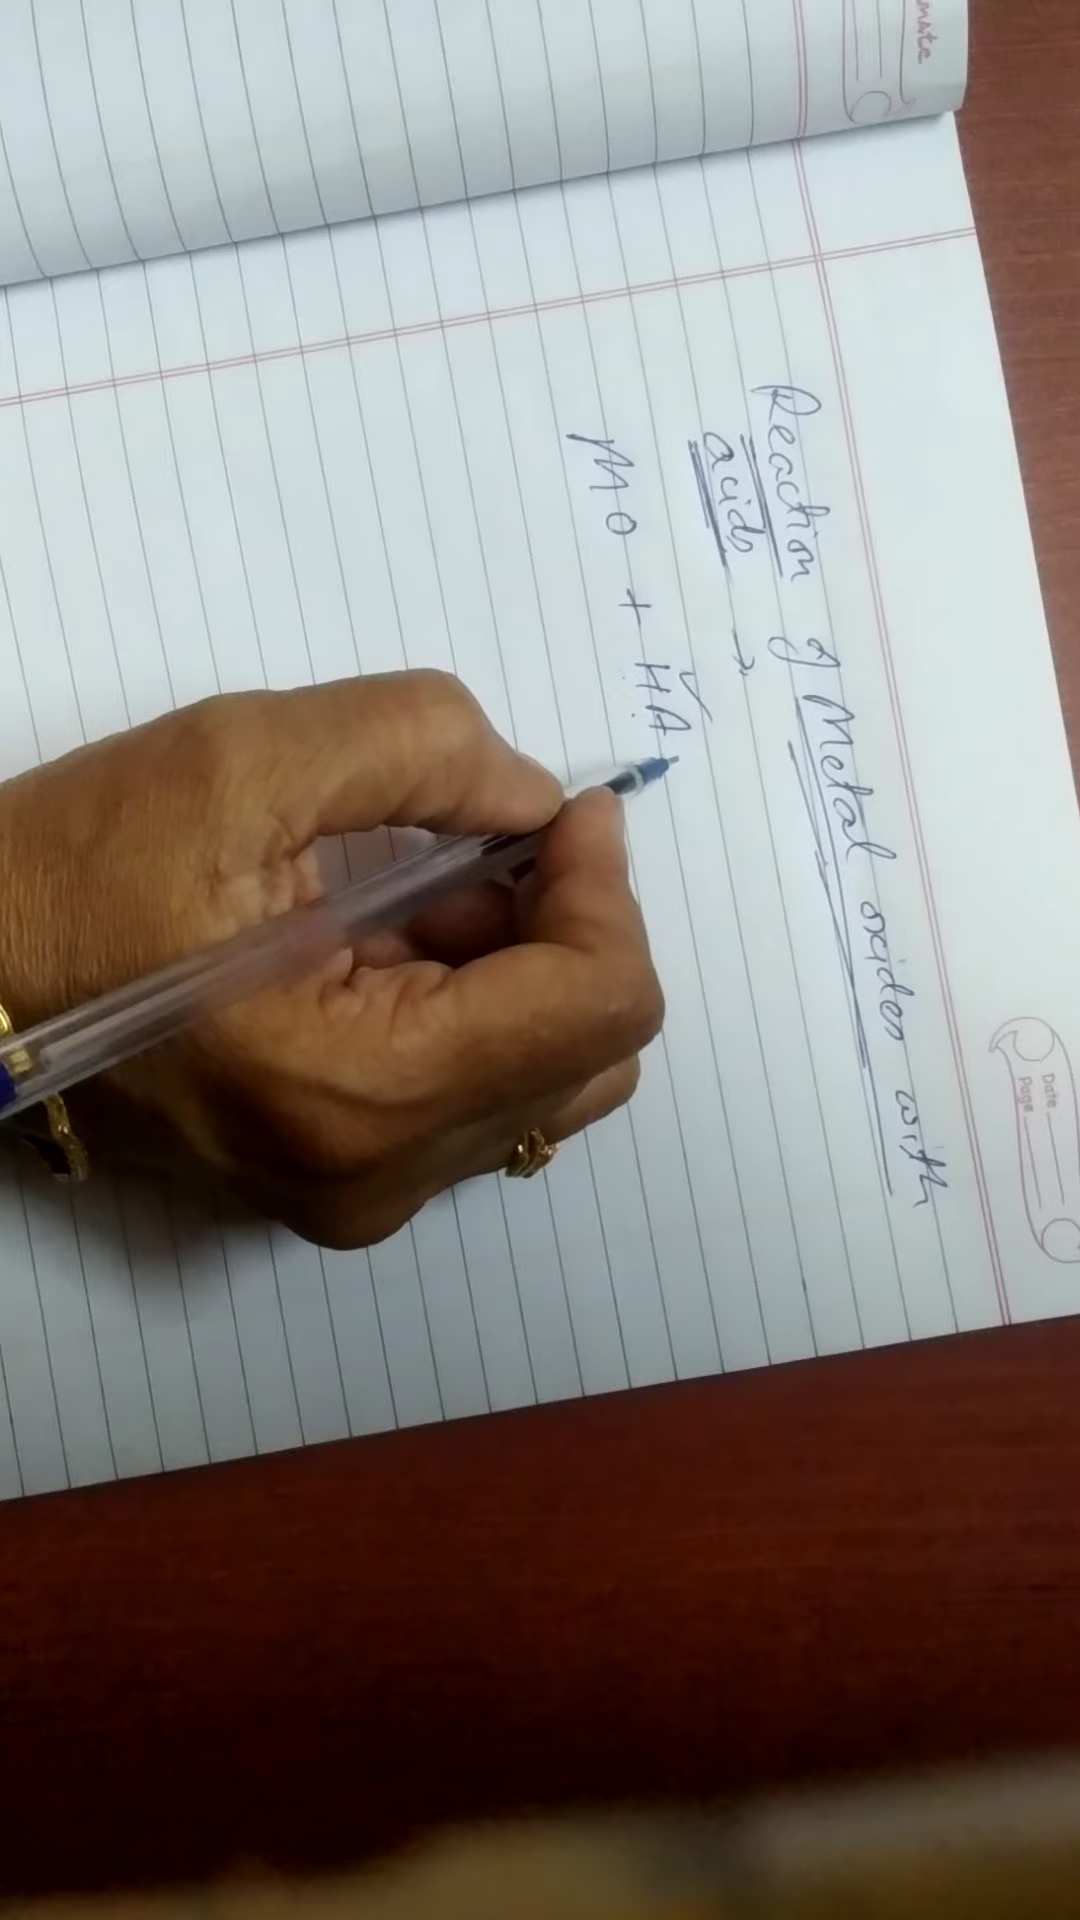 Reaction of Metal oxides with
acids →
MO + HA
Date
Page